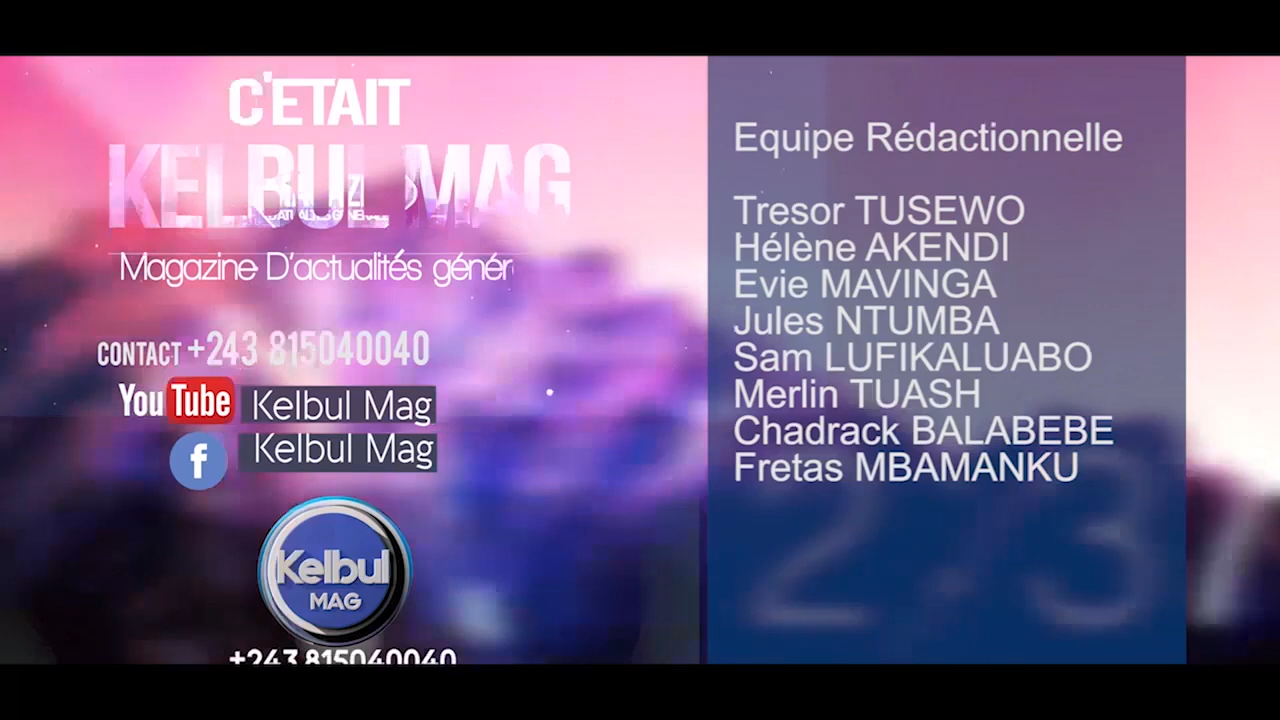 C'ETAIT
KELBUL MAG
Magazine D'actualités génér
CONTACT +243 815040040
YouTube Kelbul Mag
f Kelbul Mag
Kelbul
MAG
+243 815040040
Equipe Rédactionnelle
Tresor TUSEWO
Hélène AKENDI
Evie MAVINGA
Jules NTUMBA
Sam LUFIKALUABO
Merlin TUASH
Chadrack BALABEBE
Fretas MBAMANKU